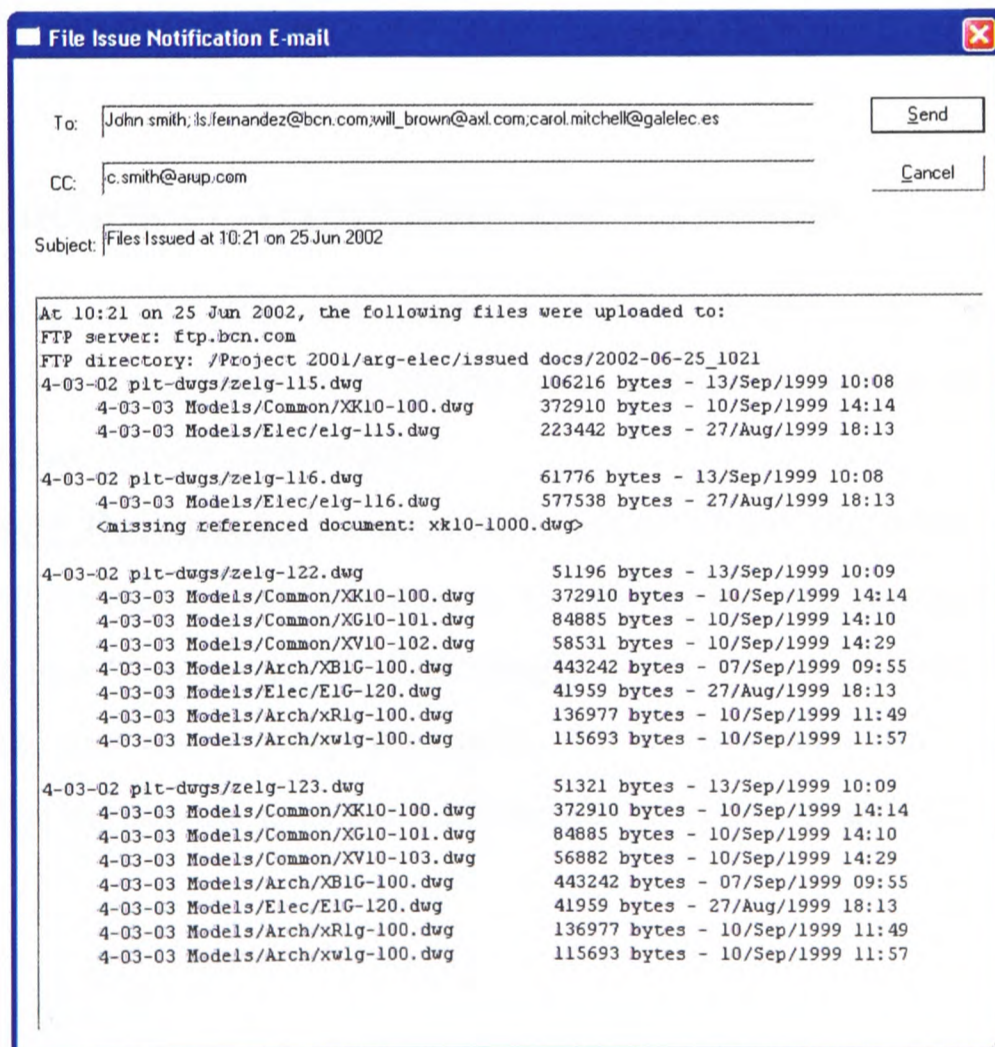 File Issue Notification E-mail
To: John smith; ls.fernandez@bcn.com;will_brown@axl.com;carol.mitchell@galelec.es
Send
CC: c.smith@arup.com
Cancel
Subject: Files Issued at 10:21 on 25 Jun 2002
At 10:21 on 25 Jun 2002, the following files were uploaded to:
FTP server: ftp.bcn.com
FTP directory: /Project 2001/arg-elec/issued docs/2002-06-25_1021
4-03-02 plt-dwgs/zelg-115.dwg 106216 bytes - 13/Sep/1999 10:08
4-03-03 Models/Common/XK10-100.dwg 372910 bytes - 10/Sep/1999 14:14
4-03-03 Models/Elec/elg-115.dwg 223442 bytes - 27/Aug/1999 18:13
4-03-02 plt-dwgs/zelg-116.dwg 61776 bytes - 13/Sep/1999 10:08
4-03-03 Models/Elec/elg-116.dwg 577538 bytes - 27/Aug/1999 18:13
<missing referenced document: xk10-1000.dwg>
4-03-02 plt-dwgs/zelg-122.dwg 51196 bytes - 13/Sep/1999 10:09
4-03-03 Models/Common/XK10-100.dwg 372910 bytes - 10/Sep/1999 14:14
4-03-03 Models/Common/XG10-101.dwg 84885 bytes - 10/Sep/1999 14:10
4-03-03 Models/Common/XV10-102.dwg 58531 bytes - 10/Sep/1999 14:29
4-03-03 Models/Arch/XB1G-100.dwg 443242 bytes - 07/Sep/1999 09:55
4-03-03 Models/Elec/E1G-120.dwg 41959 bytes - 27/Aug/1999 18:13
4-03-03 Models/Arch/xR1g-100.dwg 136977 bytes - 10/Sep/1999 11:49
4-03-03 Models/Arch/xw1g-100.dwg 115693 bytes - 10/Sep/1999 11:57
4-03-02 plt-dwgs/zelg-123.dwg 51321 bytes - 13/Sep/1999 10:09
4-03-03 Models/Common/XK10-100.dwg 372910 bytes - 10/Sep/1999 14:14
4-03-03 Models/Common/XG10-101.dwg 84885 bytes - 10/Sep/1999 14:10
4-03-03 Models/Common/XV10-103.dwg 56882 bytes - 10/Sep/1999 14:29
4-03-03 Models/Arch/XB1G-100.dwg 443242 bytes - 07/Sep/1999 09:55
4-03-03 Models/Elec/E1G-120.dwg 41959 bytes - 27/Aug/1999 18:13
4-03-03 Models/Arch/xR1g-100.dwg 136977 bytes - 10/Sep/1999 11:49
4-03-03 Models/Arch/xw1g-100.dwg 115693 bytes - 10/Sep/1999 11:57